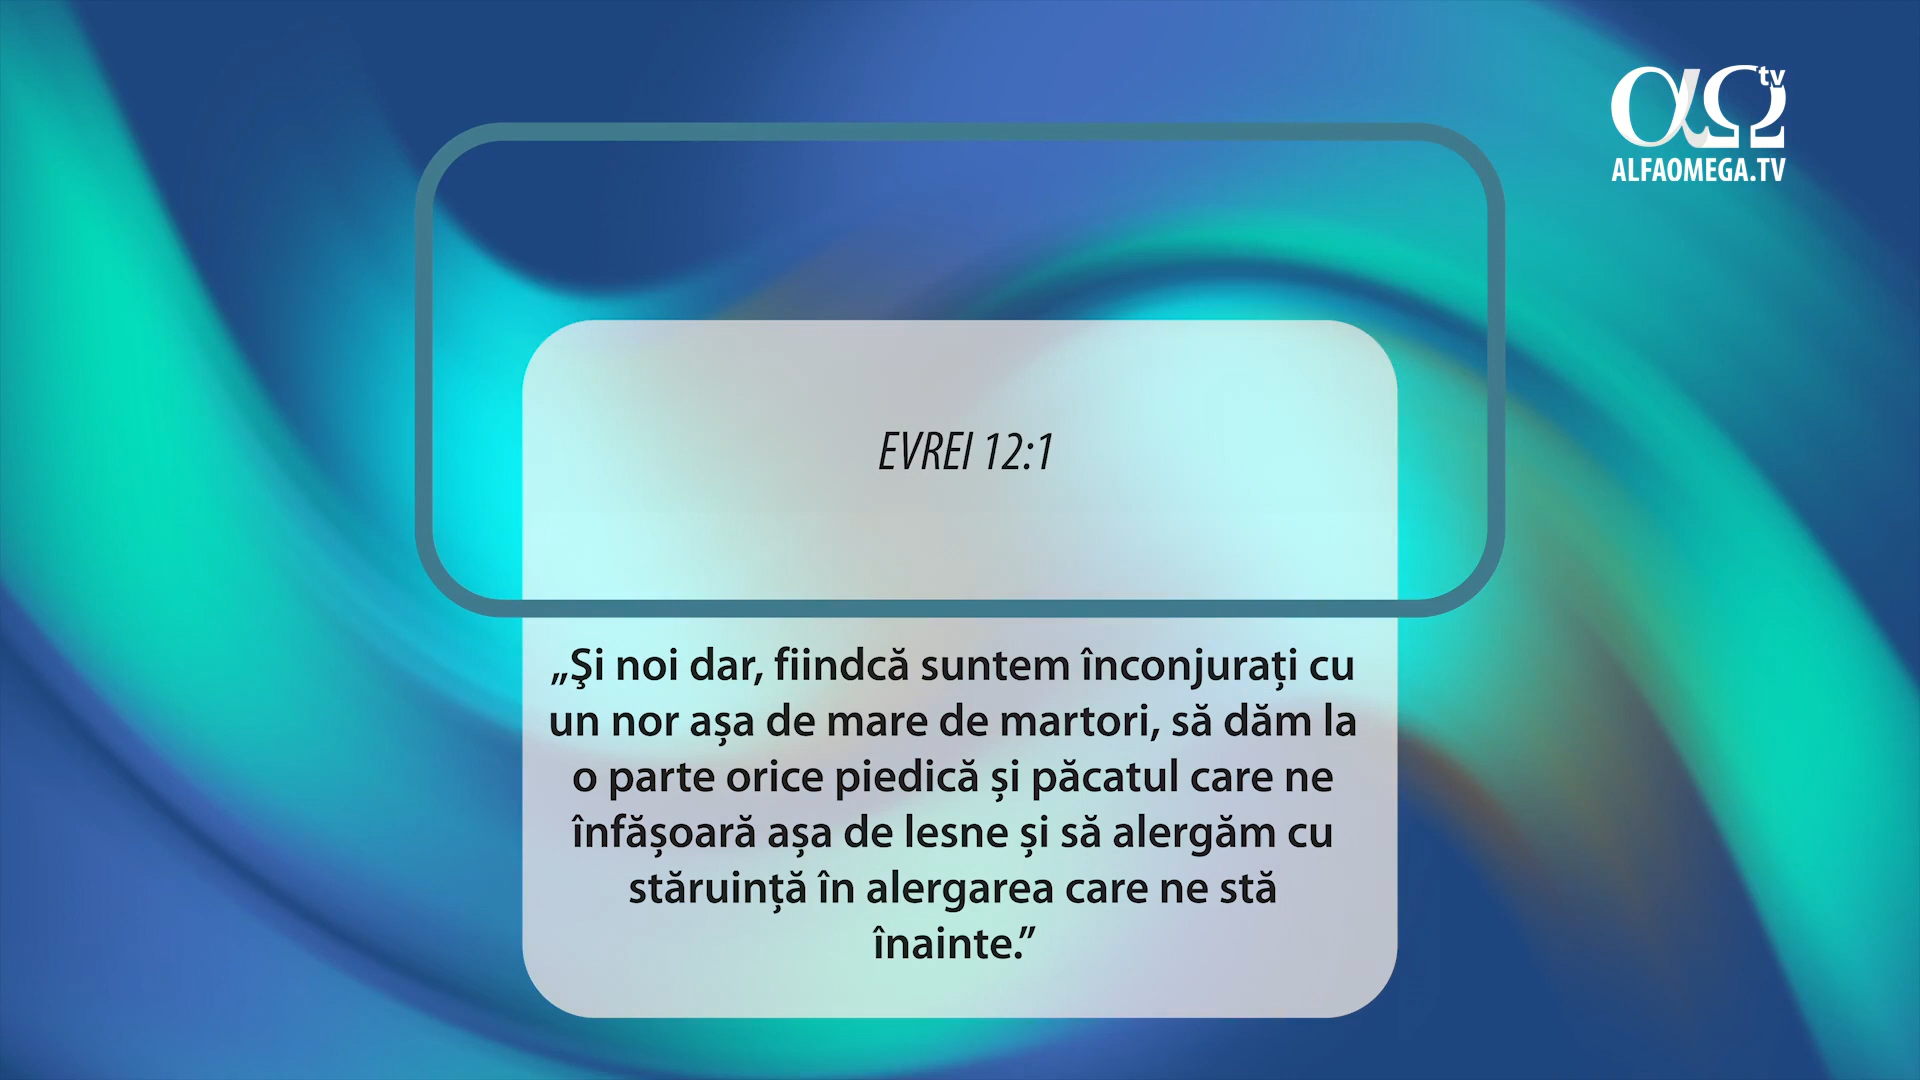 αΩ tv
ALFAOMEGA.TV
EVREI 12:1
„Şi noi dar, fiindcă suntem înconjurați cu
un nor așa de mare de martori, să dăm la
o parte orice piedică și păcatul care ne
înfășoară așa de lesne și să alergăm cu
stăruință în alergarea care ne stă
înainte.”